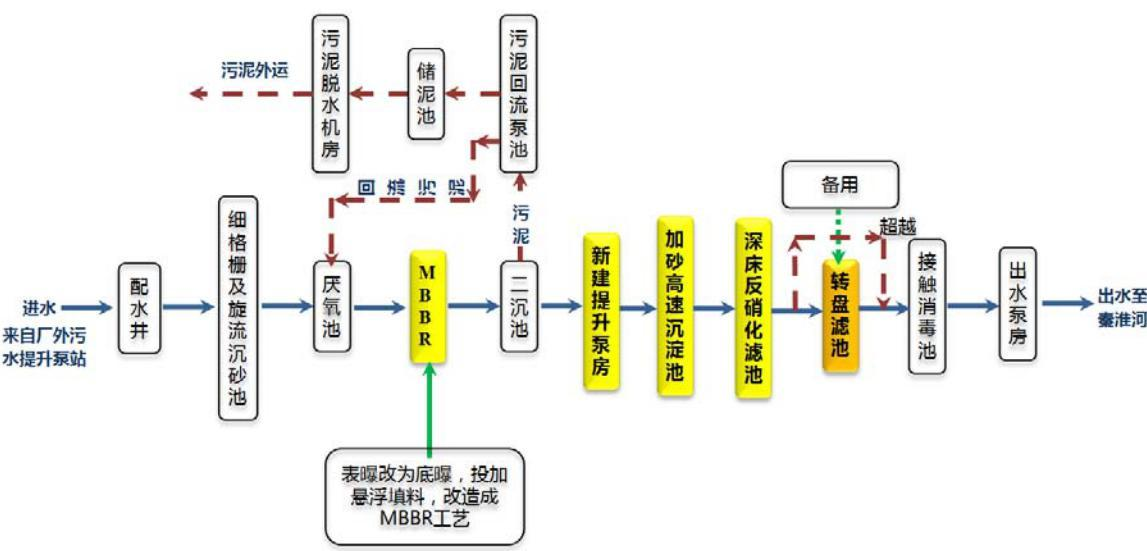 污泥外运
污泥脱水机房
储泥池
污泥回流泵池
回流污泥
污泥
备用
超越
进水
来自厂外污
水提升泵站
配水井
细格栅及旋流沉砂池
厌氧池
MBBR
二沉池
新建提升泵房
加砂高速沉淀池
深床反硝化滤池
转盘滤池
接触消毒池
出水泵房
出水至
秦淮河
表曝改为底曝，投加
悬浮填料，改造成
MBBR工艺